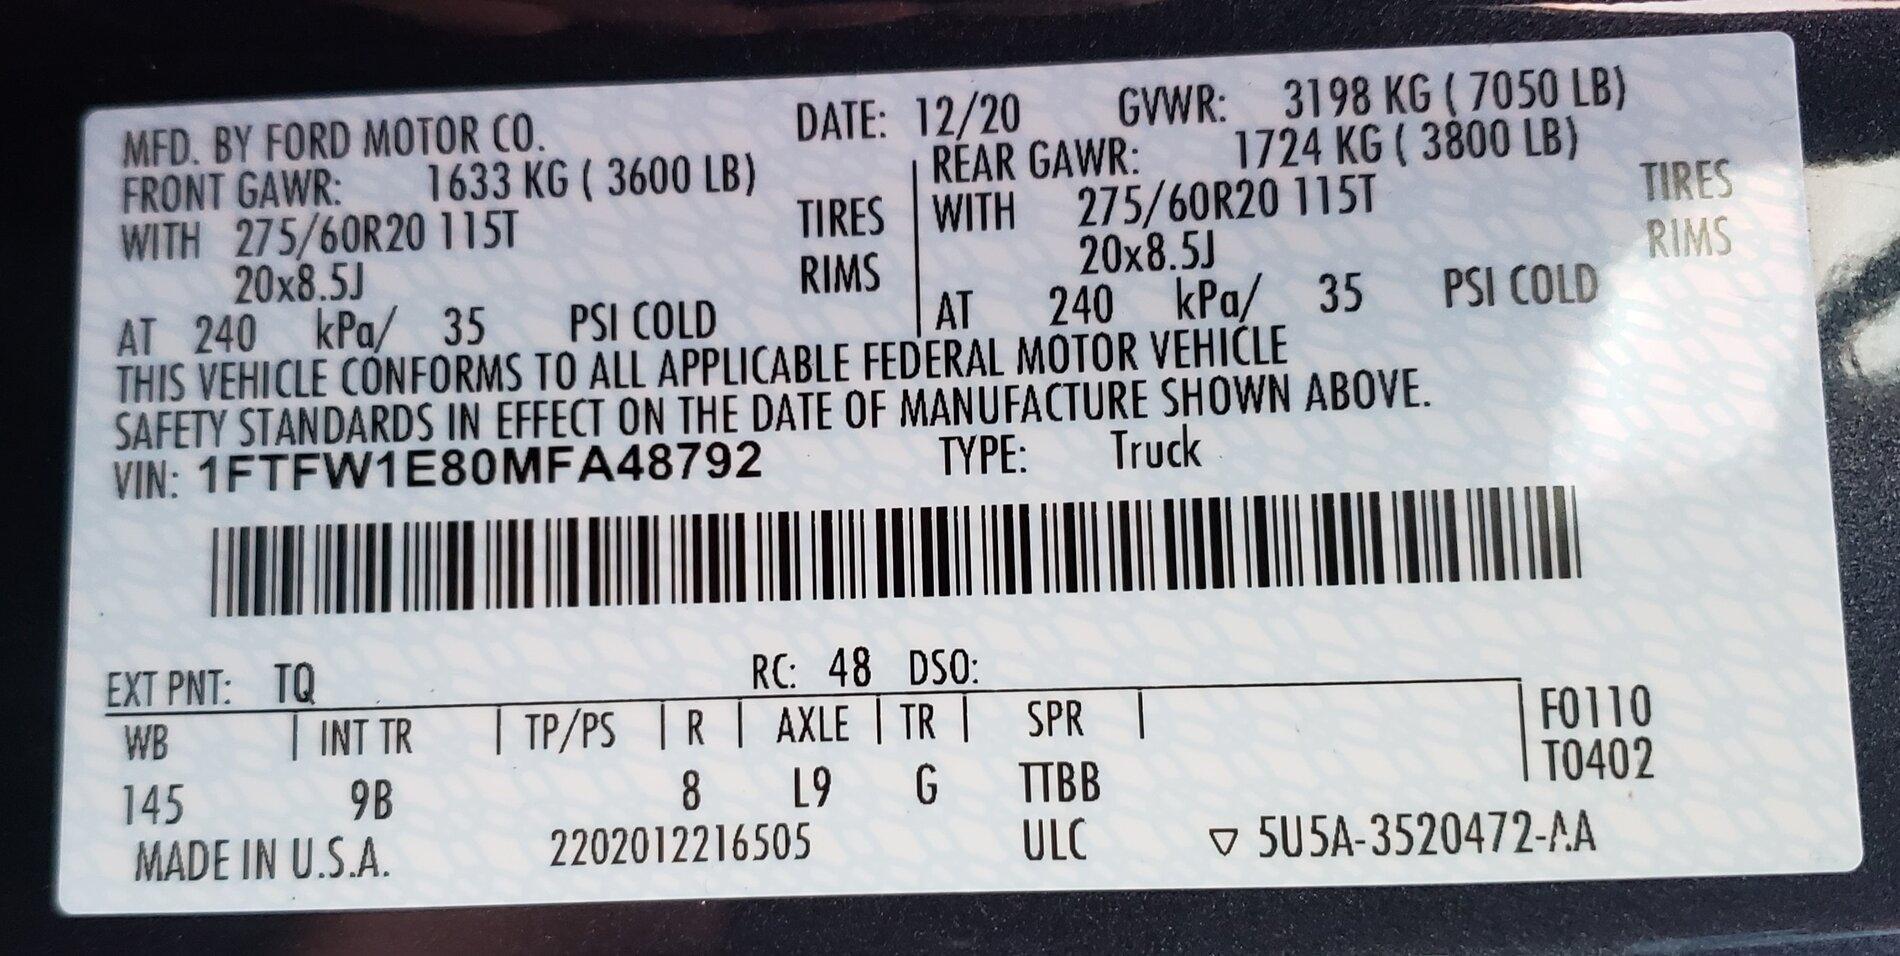 MFD. BY FORD MOTOR CO. DATE: 12/20 GVWR: 3198 KG ( 7050 LB)
FRONT GAWR: 1633 KG ( 3600 LB) REAR GAWR: 1724 KG ( 3800 LB)
WITH 275/60R20 115T TIRES WITH 275/60R20 115T TIRES
20x8.5J RIMS 20x8.5J RIMS
AT 240 kPa/ 35 PSI COLD AT 240 kPa/ 35 PSI COLD
THIS VEHICLE CONFORMS TO ALL APPLICABLE FEDERAL MOTOR VEHICLE
SAFETY STANDARDS IN EFFECT ON THE DATE OF MANUFACTURE SHOWN ABOVE.
VIN: 1FTFW1E80MFA48792 TYPE: Truck
EXT PNT: TQ RC: 48 DSO:
WB INT TR TP/PS R AXLE TR SPR F0110
T0402
145 9B 8 L9 G TTBB
MADE IN U.S.A. 2202012216505 ULC ▽ 5U5A-3520472-AA